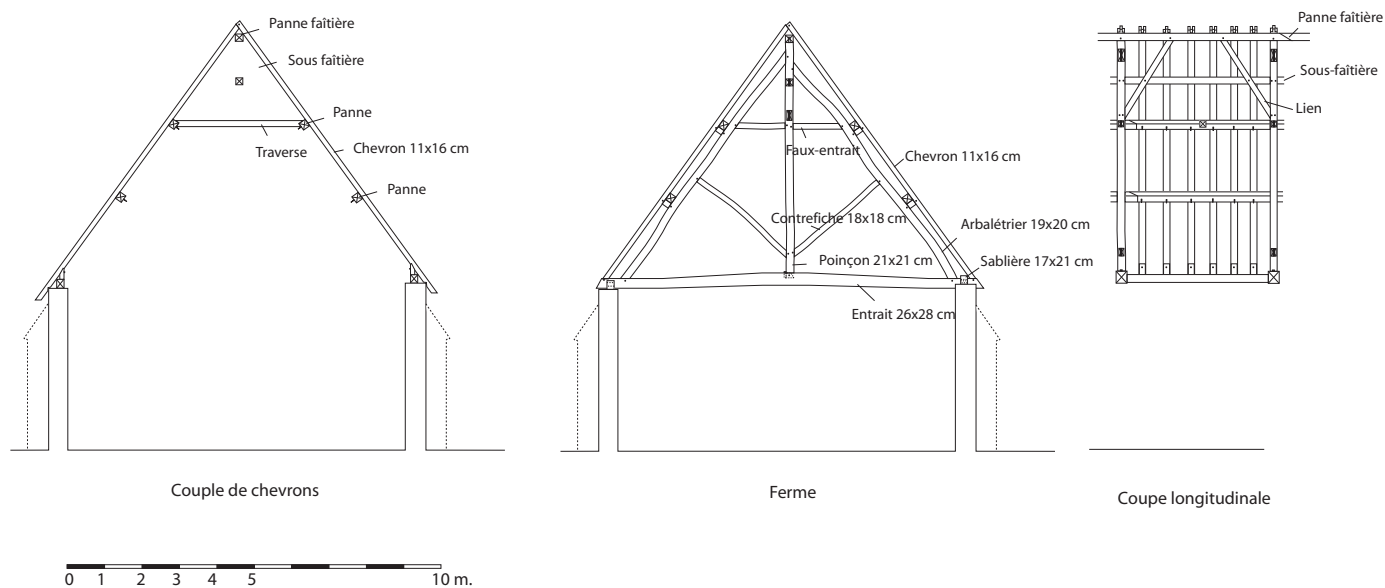 Panne faîtière
Sous faîtière
Panne
Traverse
Chevron 11x16 cm
Panne
Couple de chevrons
Faux-entrait
Chevron 11x16 cm
Contrefiche 18x18 cm
Arbalétrier 19x20 cm
Poinçon 21x21 cm
Sablière 17x21 cm
Entrait 26x28 cm
Ferme
Panne faîtière
Sous-faîtière
Lien
Coupe longitudinale
0 1 2 3 4 5 10 m.